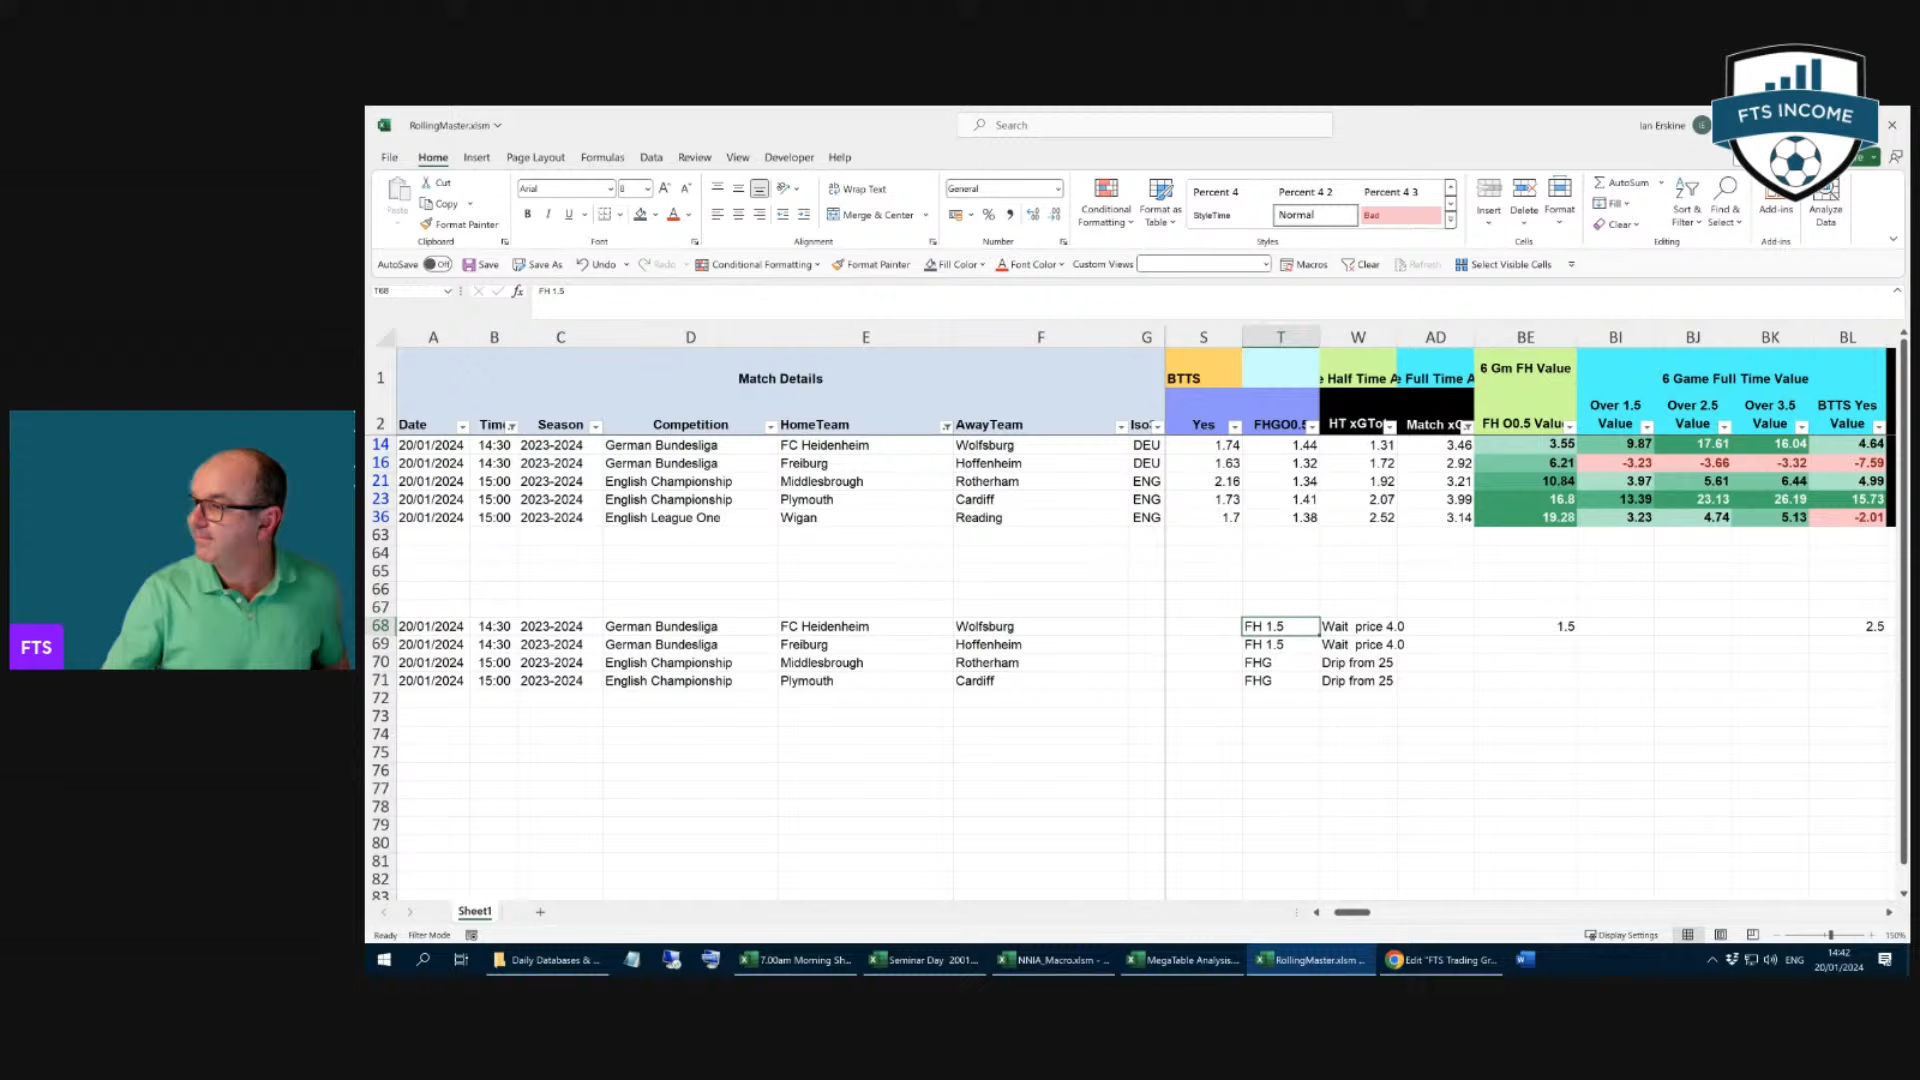 FTS INCOME
RollingMaster.xlsm
Search
Ian Erskine IE
File Home Insert Page Layout Formulas Data Review View Developer Help
Paste Cut Copy Format Painter Clipboard
Arial 8 B I U Font
Wrap Text Merge & Center Alignment
General % Number
Conditional Formatting Format as Table
Percent 4 Percent 4 2 Percent 4 3
StyleTime Normal Bad Styles
Insert Delete Format Cells
AutoSum Fill Clear Sort & Filter Find & Select Editing
Add-ins Add-ins Analyze Data
AutoSave Off Save Save As Undo Redo Conditional Formatting Format Painter Fill Color Font Color Custom Views Macros Clear Refresh Select Visible Cells
T68 fx FH 1.5
A B C D E F G S T W AD BE BI BJ BK BL
1 Match Details BTTS e Half Time A e Full Time A 6 Gm FH Value 6 Game Full Time Value
2 Date Time Season Competition HomeTeam AwayTeam Iso Yes FHGO0.5 HT xGTo Match xG FH O0.5 Valu Over 1.5 Value Over 2.5 Value Over 3.5 Value BTTS Yes Value
14 20/01/2024 14:30 2023-2024 German Bundesliga FC Heidenheim Wolfsburg DEU 1.74 1.44 1.31 3.46 3.55 9.87 17.61 16.04 4.64
16 20/01/2024 14:30 2023-2024 German Bundesliga Freiburg Hoffenheim DEU 1.63 1.32 1.72 2.92 6.21 -3.23 -3.66 -3.32 -7.59
21 20/01/2024 15:00 2023-2024 English Championship Middlesbrough Rotherham ENG 2.16 1.34 1.92 3.21 10.84 3.97 5.61 6.44 4.99
23 20/01/2024 15:00 2023-2024 English Championship Plymouth Cardiff ENG 1.73 1.41 2.07 3.99 16.8 13.39 23.13 26.19 15.73
36 20/01/2024 15:00 2023-2024 English League One Wigan Reading ENG 1.7 1.38 2.52 3.14 19.28 3.23 4.74 5.13 -2.01
63
64
65
66
67
68 20/01/2024 14:30 2023-2024 German Bundesliga FC Heidenheim Wolfsburg FH 1.5 Wait price 4.0 1.5 2.5
69 20/01/2024 14:30 2023-2024 German Bundesliga Freiburg Hoffenheim FH 1.5 Wait price 4.0
70 20/01/2024 15:00 2023-2024 English Championship Middlesbrough Rotherham FHG Drip from 25
71 20/01/2024 15:00 2023-2024 English Championship Plymouth Cardiff FHG Drip from 25
72
73
74
75
76
77
78
79
80
81
82
83
FTS
Sheet1
Ready Filter Mode Display Settings 150%
Daily Databases & ... 7.00am Morning Sh... Seminar Day 2001... NNIA_Macro.xlsm - ... MegaTable Analysis... RollingMaster.xlsm ... Edit "FTS Trading Gr... ENG 14:42
20/01/2024